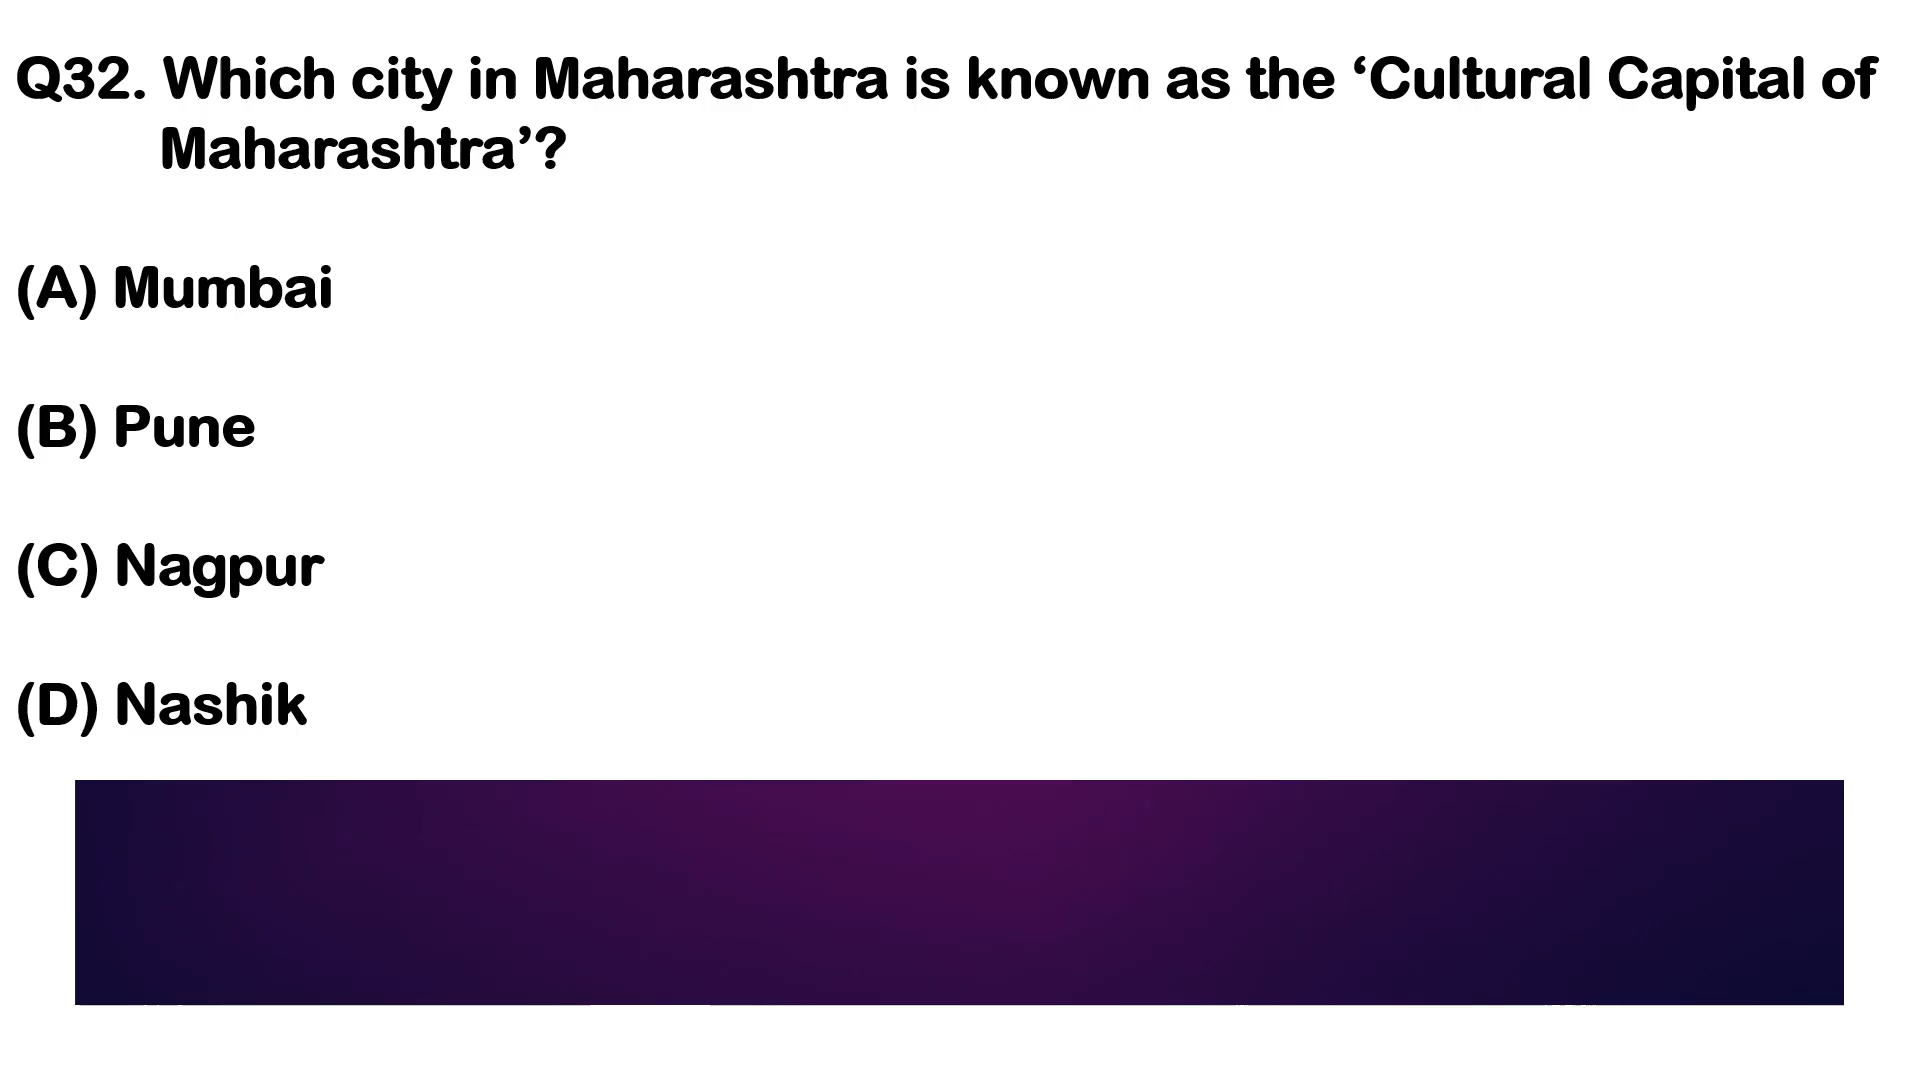 Q32. Which city in Maharashtra is known as the ‘Cultural Capital of
Maharashtra’?
(A) Mumbai
(B) Pune
(C) Nagpur
(D) Nashik